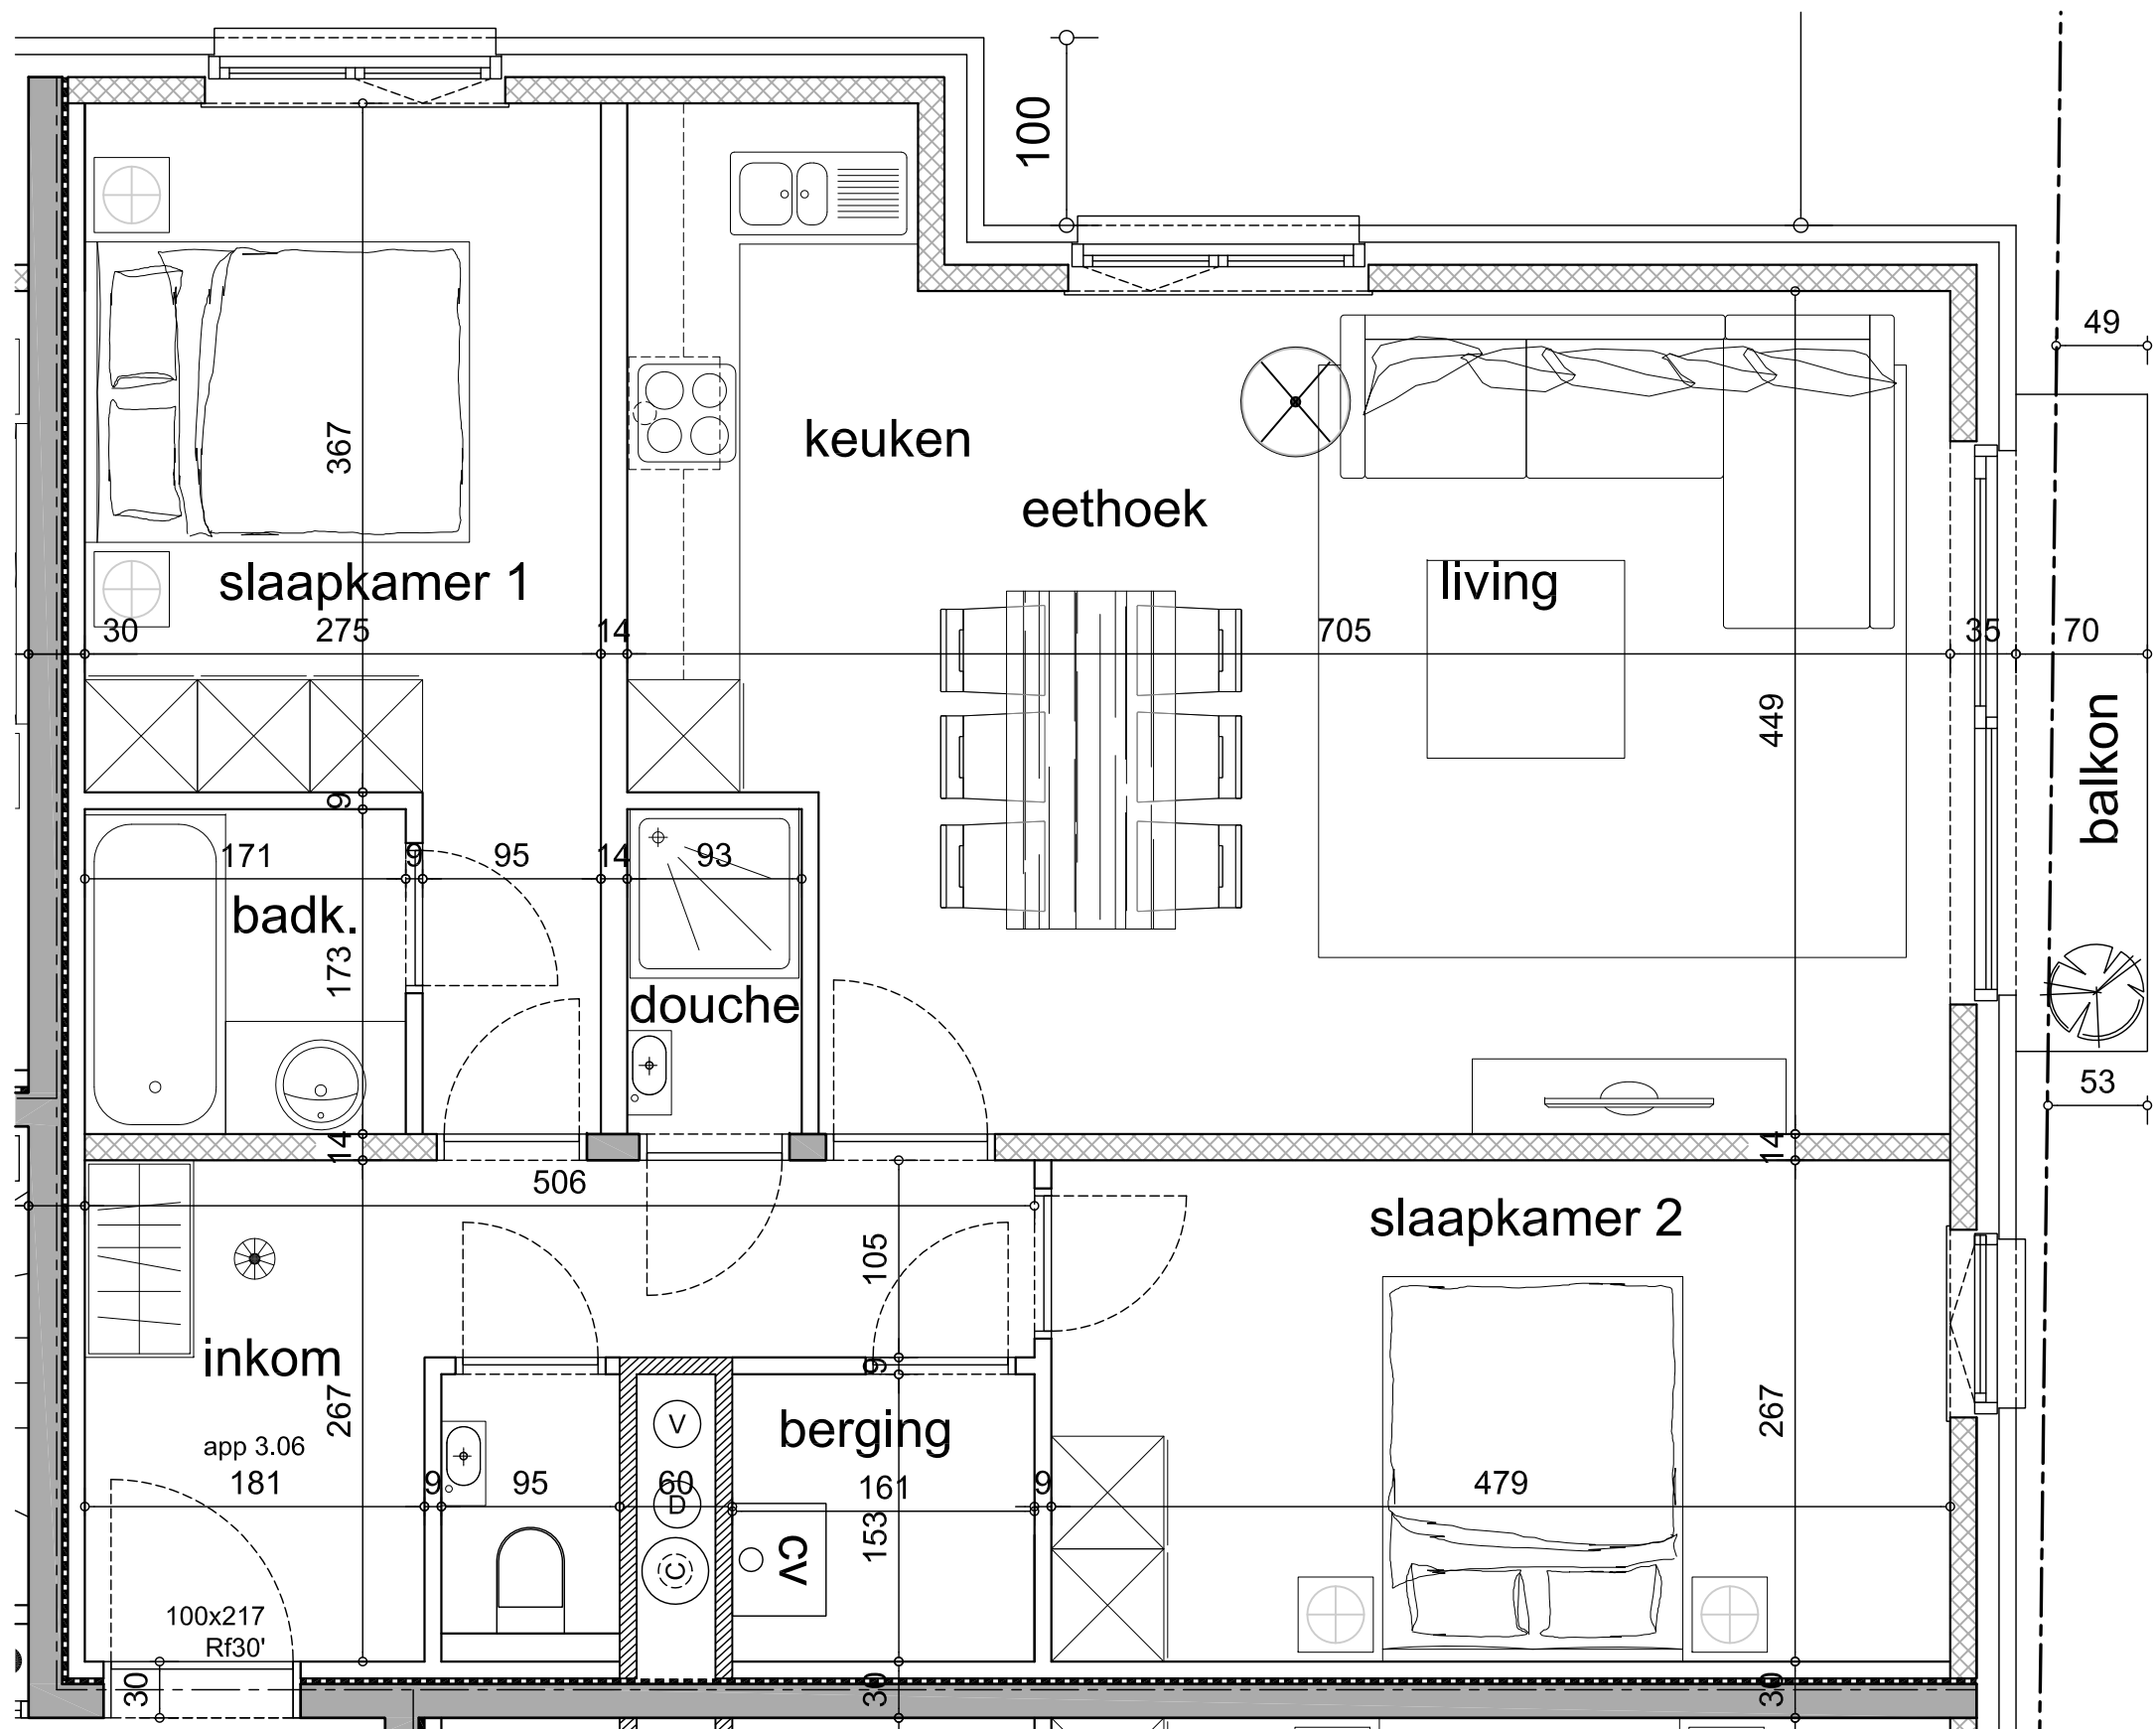 100
49
367
keuken
eethoek
slaapkamer 1
living
30
275
14
705
35
70
449
balkon
9
171
9
95
14
93
badk.
173
douche
53
14
14
506
slaapkamer 2
105
inkom
9
267
267
V
berging
app 3.06
181
9
95
60
D
161
9
479
153
cv
C
100x217
Rf30'
30
30
30